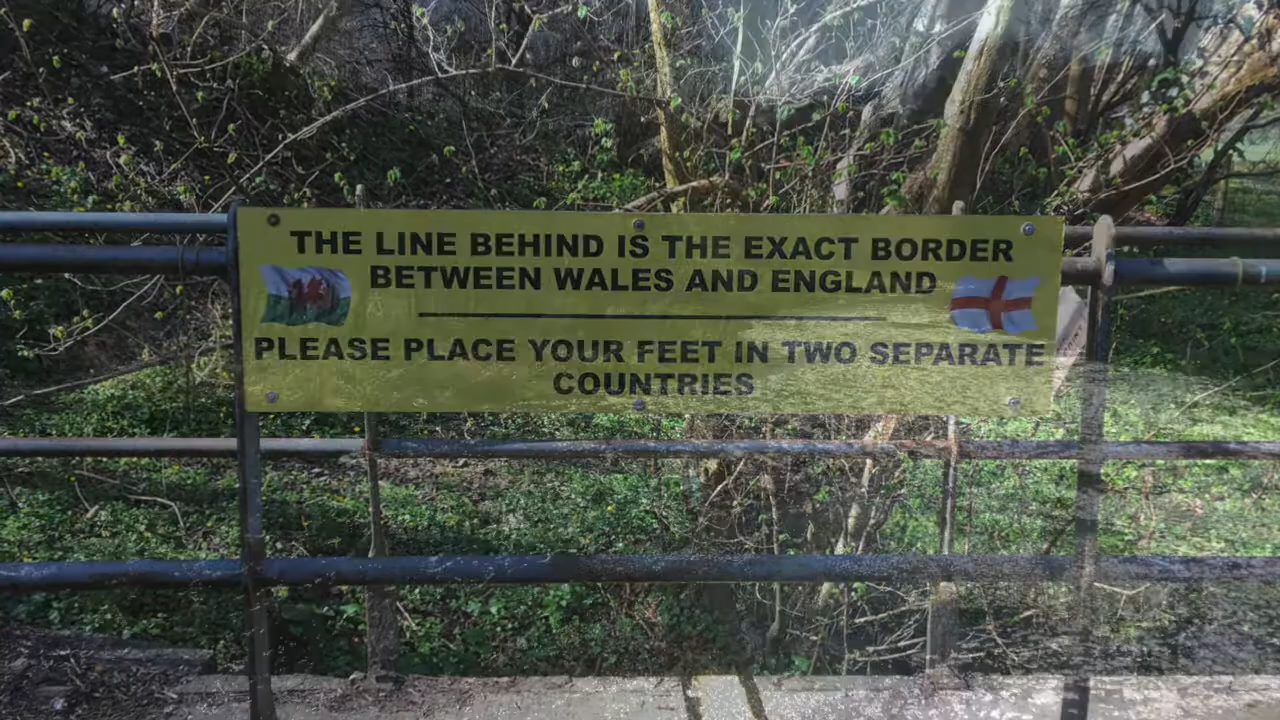 THE LINE BEHIND IS THE EXACT BORDER
BETWEEN WALES AND ENGLAND
PLEASE PLACE YOUR FEET IN TWO SEPARATE
COUNTRIES